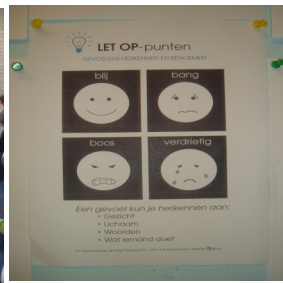 LET OP-punten
GEVOELENS HERKENNEN EN BENOEMEN
blij
bang
boos
verdrietig
Een gevoel kun je herkennen aan:
• Gezicht
• Lichaam
• Woorden
• Wat iemand doet